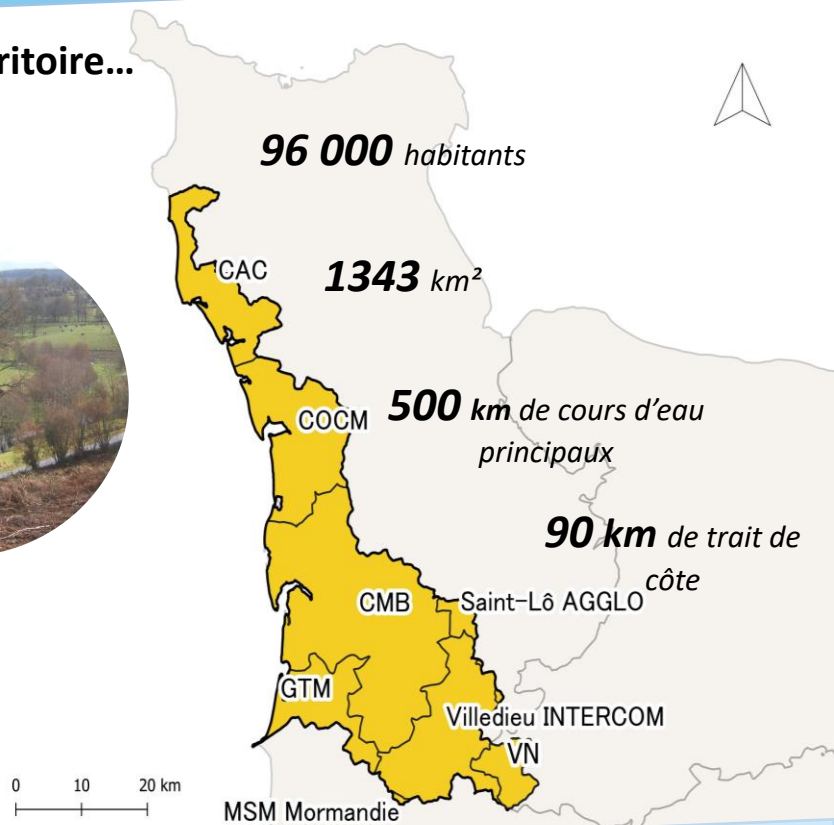 ritoire…
96 000 habitants
CAC
1343 km²
COCM
500 km de cours d'eau
principaux
90 km de trait de
côte
CMB
Saint-Lô AGGLO
GTM
Villedieu INTERCOM
VN
0 10 20 km
MSM Mormandie